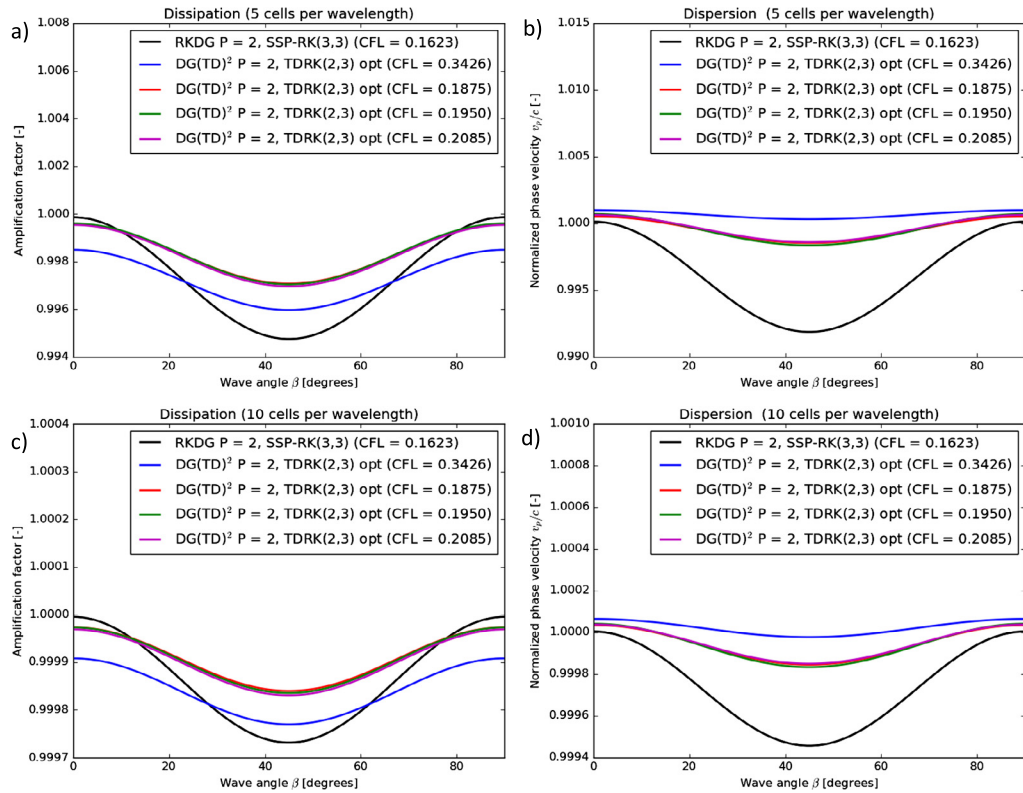 a)
Dissipation (5 cells per wavelength)
1.008
1.006
1.004
1.002
1.000
0.998
0.996
0.994
Amplification factor [-]
RKDG P = 2, SSP-RK(3,3) (CFL = 0.1623)
DG(TD)² P = 2, TDRK(2,3) opt (CFL = 0.3426)
DG(TD)² P = 2, TDRK(2,3) opt (CFL = 0.1875)
DG(TD)² P = 2, TDRK(2,3) opt (CFL = 0.1950)
DG(TD)² P = 2, TDRK(2,3) opt (CFL = 0.2085)
0 20 40 60 80
Wave angle β [degrees]
b)
Dispersion (5 cells per wavelength)
1.015
1.010
1.005
1.000
0.995
0.990
Normalized phase velocity vₚ/c [-]
RKDG P = 2, SSP-RK(3,3) (CFL = 0.1623)
DG(TD)² P = 2, TDRK(2,3) opt (CFL = 0.3426)
DG(TD)² P = 2, TDRK(2,3) opt (CFL = 0.1875)
DG(TD)² P = 2, TDRK(2,3) opt (CFL = 0.1950)
DG(TD)² P = 2, TDRK(2,3) opt (CFL = 0.2085)
0 20 40 60 80
Wave angle β [degrees]
c)
Dissipation (10 cells per wavelength)
1.0004
1.0003
1.0002
1.0001
1.0000
0.9999
0.9998
0.9997
Amplification factor [-]
RKDG P = 2, SSP-RK(3,3) (CFL = 0.1623)
DG(TD)² P = 2, TDRK(2,3) opt (CFL = 0.3426)
DG(TD)² P = 2, TDRK(2,3) opt (CFL = 0.1875)
DG(TD)² P = 2, TDRK(2,3) opt (CFL = 0.1950)
DG(TD)² P = 2, TDRK(2,3) opt (CFL = 0.2085)
0 20 40 60 80
Wave angle β [degrees]
d)
Dispersion (10 cells per wavelength)
1.0010
1.0008
1.0006
1.0004
1.0002
1.0000
0.9998
0.9996
0.9994
Normalized phase velocity vₚ/c [-]
RKDG P = 2, SSP-RK(3,3) (CFL = 0.1623)
DG(TD)² P = 2, TDRK(2,3) opt (CFL = 0.3426)
DG(TD)² P = 2, TDRK(2,3) opt (CFL = 0.1875)
DG(TD)² P = 2, TDRK(2,3) opt (CFL = 0.1950)
DG(TD)² P = 2, TDRK(2,3) opt (CFL = 0.2085)
0 20 40 60 80
Wave angle β [degrees]